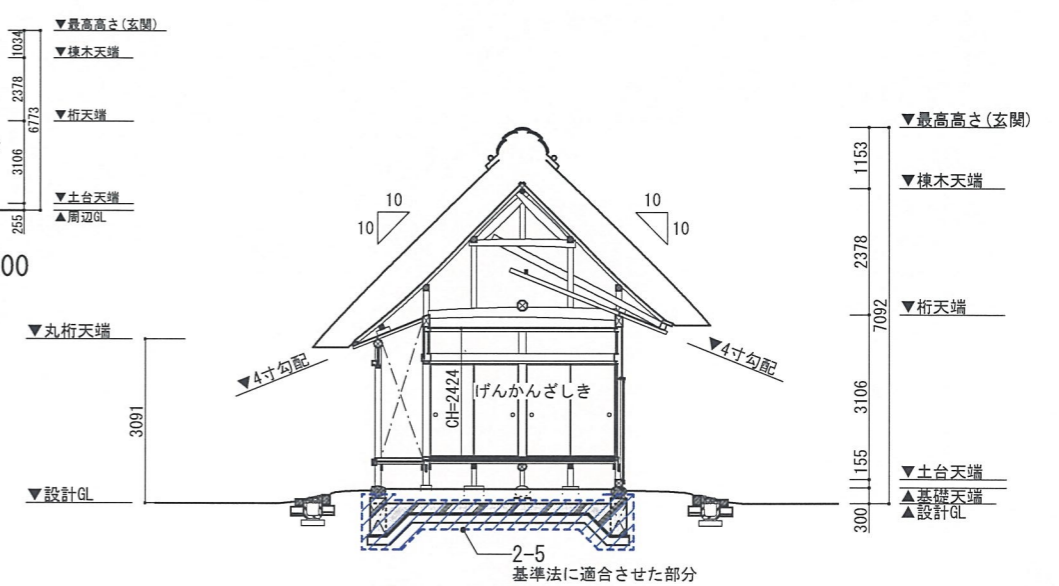 ▼最高高さ(玄関)
1034
▼棟木天端
2378
6773
▼桁天端
3106
▼土台天端
▲周辺GL
255
00
▼丸桁天端
3091
▼設計GL
10
10
10
10
▼4寸勾配
▼4寸勾配
CH=2424
げんかんざしき
2-5
基準法に適合させた部分
▼最高高さ(玄関)
1153
▼棟木天端
2378
7092
▼桁天端
3106
155
▼土台天端
▲基礎天端
▲設計GL
300